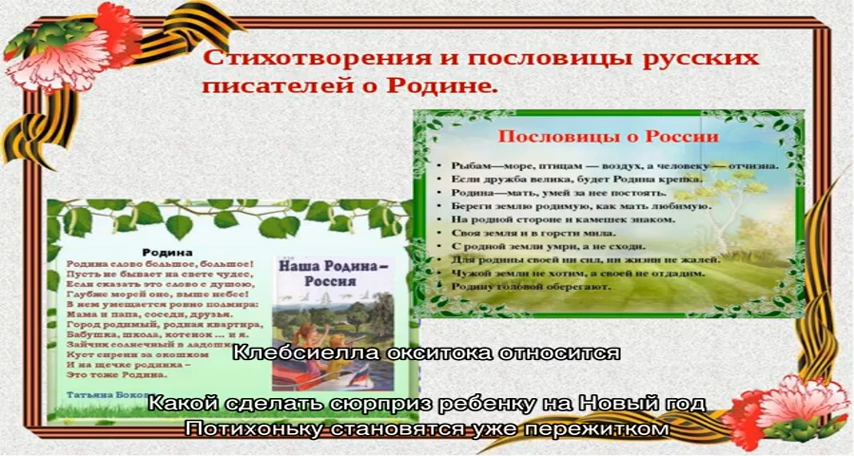 Стихотворения и пословицы русских
писателей о Родине.
Пословицы о России
• Рыбам—море, птицам — воздух, а человеку — отчизна.
• Если дружба велика, будет Родина крепка.
• Родина—мать, умей за нее постоять.
• Береги землю родимую, как мать любимую.
• На родной стороне и камешек знаком.
• Своя земля и в горсти мила.
• С родной земли умри, а не сходи.
• Для родины своей ни сил, ни жизни не жалей.
• Чужой земли не хотим, а своей не отдадим.
• Родину головой оберегают.
Родина
Родина слово большое, большое!
Пусть не бывает на свете чудес,
Если сказать это слово с душою,
Глубже морей оно, выше небес!
В нем умещается ровно полмира:
Мама и папа, соседи, друзья.
Город родимый, родная квартира,
Бабушка, школа, котенок ... и я.
Зайчик солнечный в ладошке
Куст сирени за окошком
И на щечке родинка –
Это тоже Родина.
Татьяна
Наша Родина–
Россия
Клебсиелла окситока относится
Какой сделать сюрприз ребенку на Новый год
Потихоньку становятся уже пережитком